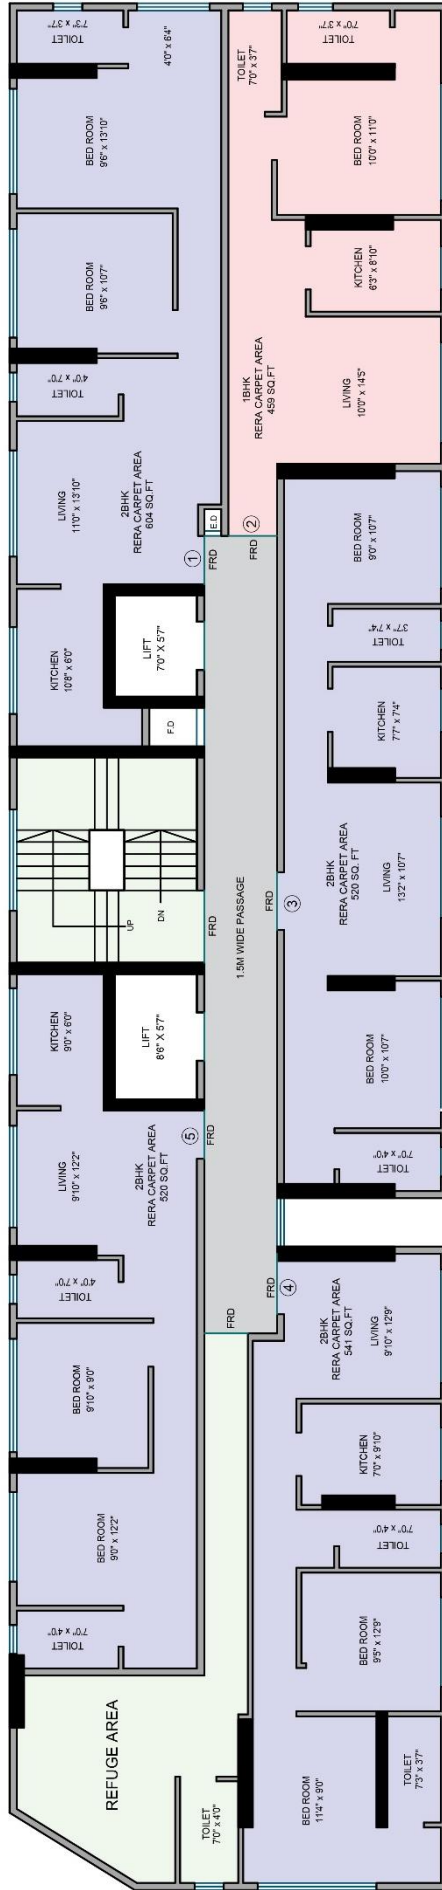 TOILET
7'3" x 3'7"
4'0" x 6'4"
BED ROOM
9'6" x 13'10"
BED ROOM
9'6" x 10'7"
TOILET
4'0" x 7'0"
LIVING
11'0" x 13'10"
2BHK
RERA CARPET AREA
604 SQ.FT
KITCHEN
10'8" x 6'0"
LIFT
7'0" X 5'7"
F.D
E.D
1
FRD
TOILET
7'0" x 3'7"
TOILET
7'0" x 3'7"
BED ROOM
10'0" x 11'0"
KITCHEN
6'3" x 8'10"
1BHK
RERA CARPET AREA
459 SQ.FT
LIVING
10'0" x 14'5"
2
FRD
BED ROOM
9'0" x 10'7"
TOILET
3'7" x 7'4"
KITCHEN
7'7" x 7'4"
2BHK
RERA CARPET AREA
520 SQ. FT
LIVING
13'2" x 10'7"
3
FRD
BED ROOM
10'0" x 10'7"
TOILET
7'0" x 4'0"
1.5M WIDE PASSAGE
FRD
UP
DN
KITCHEN
9'0" x 6'0"
LIFT
8'6" X 5'7"
LIVING
9'10" x 12'2"
2BHK
RERA CARPET AREA
520 SQ.FT
5
FRD
TOILET
4'0" x 7'0"
BED ROOM
9'10" x 9'0"
BED ROOM
9'0" x 12'2"
TOILET
7'0" x 4'0"
FRD
FRD
4
2BHK
RERA CARPET AREA
541 SQ.FT
LIVING
9'10" x 12'9"
KITCHEN
7'0" x 9'10"
TOILET
7'0" x 4'0"
BED ROOM
9'5" x 12'9"
BED ROOM
11'4" x 9'0"
TOILET
7'3" x 3'7"
REFUGE AREA
TOILET
7'0" x 4'0"